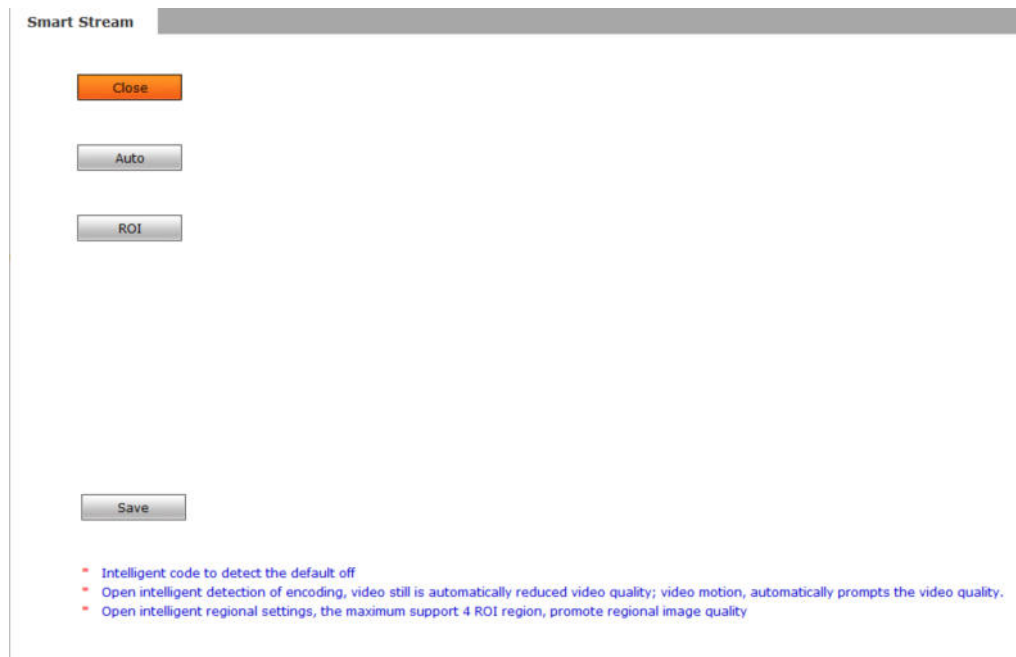 Smart Stream
Close
Auto
ROI
Save
* Intelligent code to detect the default off
* Open intelligent detection of encoding, video still is automatically reduced video quality; video motion, automatically prompts the video quality.
* Open intelligent regional settings, the maximum support 4 ROI region, promote regional image quality